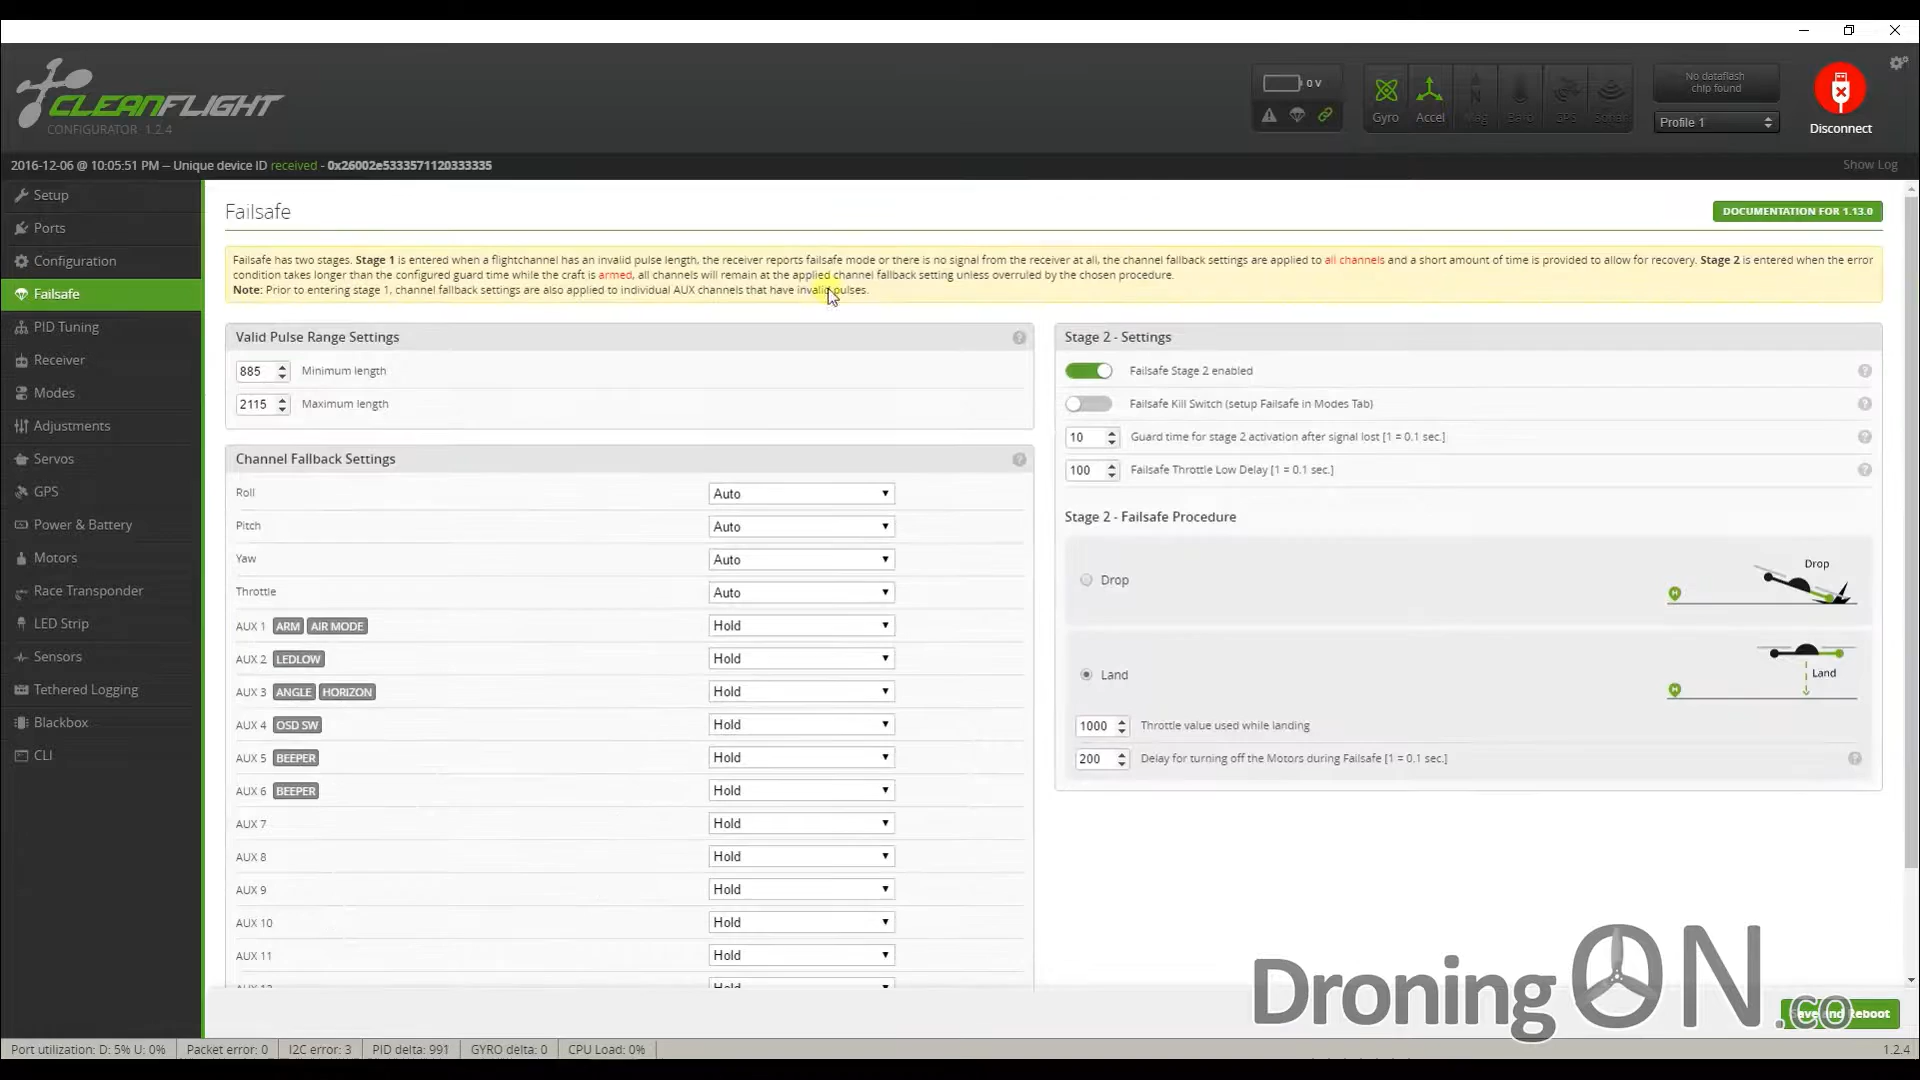 CLEANFLIGHT
CONFIGURATOR 1.2.4
0 V
Gyro
Accel
Mag
Baro
GPS
Sonar
No dataflash
chip found
Profile 1
Disconnect
2016-12-06 @ 10:05:51 PM -- Unique device ID received - 0x26002e5333571120333335
Show Log
Setup
Ports
Configuration
Failsafe
PID Tuning
Receiver
Modes
Adjustments
Servos
GPS
Power & Battery
Motors
Race Transponder
LED Strip
Sensors
Tethered Logging
Blackbox
CLI
Failsafe
DOCUMENTATION FOR 1.13.0
Failsafe has two stages. Stage 1 is entered when a flightchannel has an invalid pulse length, the receiver reports failsafe mode or there is no signal from the receiver at all, the channel fallback settings are applied to all channels and a short amount of time is provided to allow for recovery. Stage 2 is entered when the error
condition takes longer than the configured guard time while the craft is armed, all channels will remain at the applied channel fallback setting unless overruled by the chosen procedure.
Note: Prior to entering stage 1, channel fallback settings are also applied to individual AUX channels that have invalid pulses.
Valid Pulse Range Settings
885 Minimum length
2115 Maximum length
Channel Fallback Settings
Roll Auto
Pitch Auto
Yaw Auto
Throttle Auto
AUX 1 ARM AIR MODE Hold
AUX 2 LEDLOW Hold
AUX 3 ANGLE HORIZON Hold
AUX 4 OSD SW Hold
AUX 5 BEEPER Hold
AUX 6 BEEPER Hold
AUX 7 Hold
AUX 8 Hold
AUX 9 Hold
AUX 10 Hold
AUX 11 Hold
AUX 12 Hold
Stage 2 - Settings
Failsafe Stage 2 enabled
Failsafe Kill Switch (setup Failsafe in Modes Tab)
10 Guard time for stage 2 activation after signal lost [1 = 0.1 sec.]
100 Failsafe Throttle Low Delay [1 = 0.1 sec.]
Stage 2 - Failsafe Procedure
Drop
Drop
Land
Land
1000 Throttle value used while landing
200 Delay for turning off the Motors during Failsafe [1 = 0.1 sec.]
DroningON.co
Save and Reboot
Port utilization: D: 5% U: 0% Packet error: 0 I2C error: 3 PID delta: 991 GYRO delta: 0 CPU Load: 0% 1.2.4